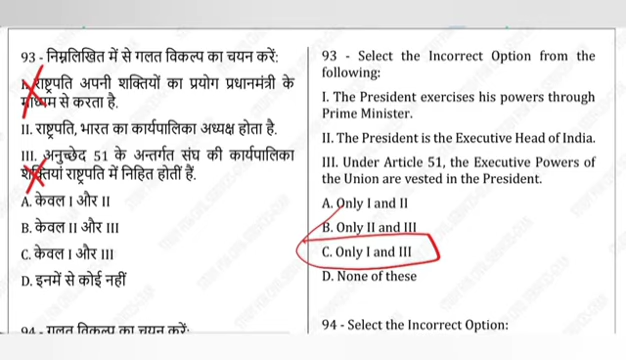 93 - निम्नलिखित में से गलत विकल्प का चयन करें:
I. राष्ट्रपति अपनी शक्तियों का प्रयोग प्रधानमंत्री के
माध्यम से करता है.
II. राष्ट्रपति, भारत का कार्यपालिका अध्यक्ष होता है.
III. अनुच्छेद 51 के अन्तर्गत संघ की कार्यपालिका
शक्तियां राष्ट्रपति में निहित होतीं हैं.
A. केवल I और II
B. केवल II और III
C. केवल I और III
D. इनमें से कोई नहीं
94 - गलत विकल्प का चयन करें:
93 - Select the Incorrect Option from the
following:
I. The President exercises his powers through
Prime Minister.
II. The President is the Executive Head of India.
III. Under Article 51, the Executive Powers of
the Union are vested in the President.
A. Only I and II
B. Only II and III
C. Only I and III
D. None of these
94 - Select the Incorrect Option: